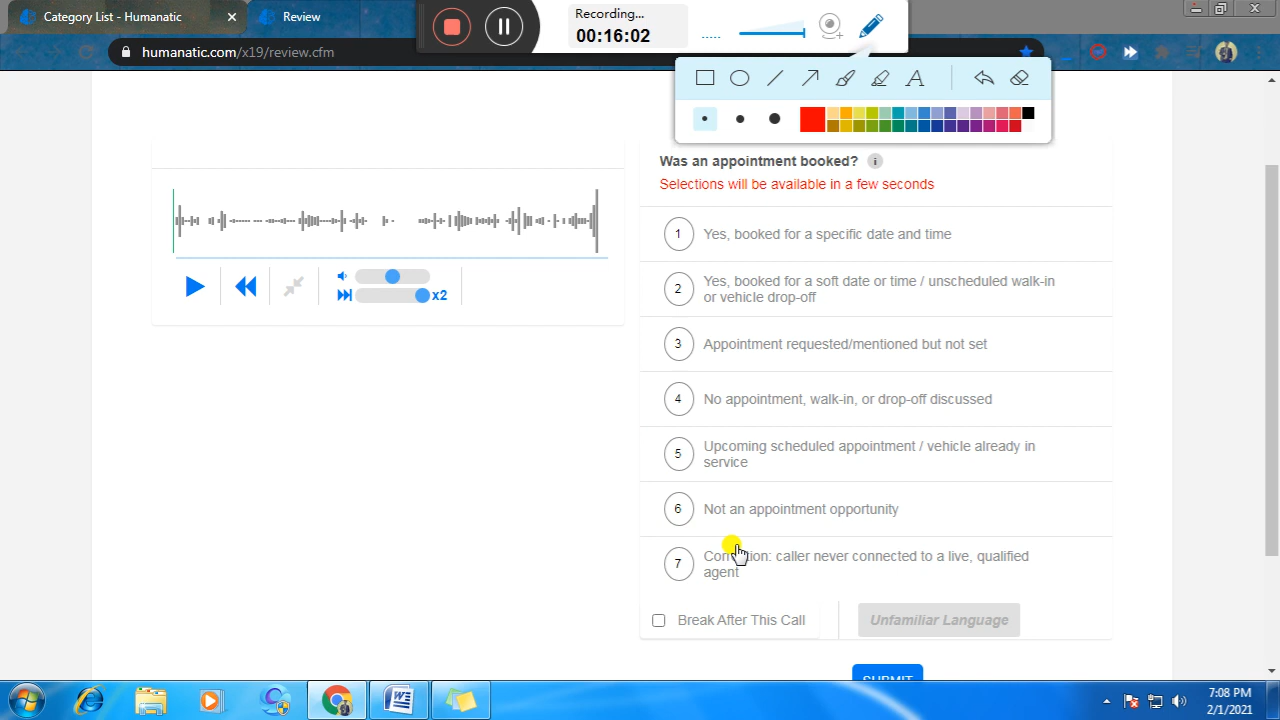 Category List - Humanatic
Review
Recording...
00:16:02
humanatic.com/x19/review.cfm
A
Was an appointment booked?
i
Selections will be available in a few seconds
1 Yes, booked for a specific date and time
2 Yes, booked for a soft date or time / unscheduled walk-in
or vehicle drop-off
3 Appointment requested/mentioned but not set
4 No appointment, walk-in, or drop-off discussed
5 Upcoming scheduled appointment / vehicle already in
service
6 Not an appointment opportunity
7 caller never connected to a live, qualified
agent
x2
Break After This Call
Unfamiliar Language
SUBMIT
7:08 PM
2/1/2021